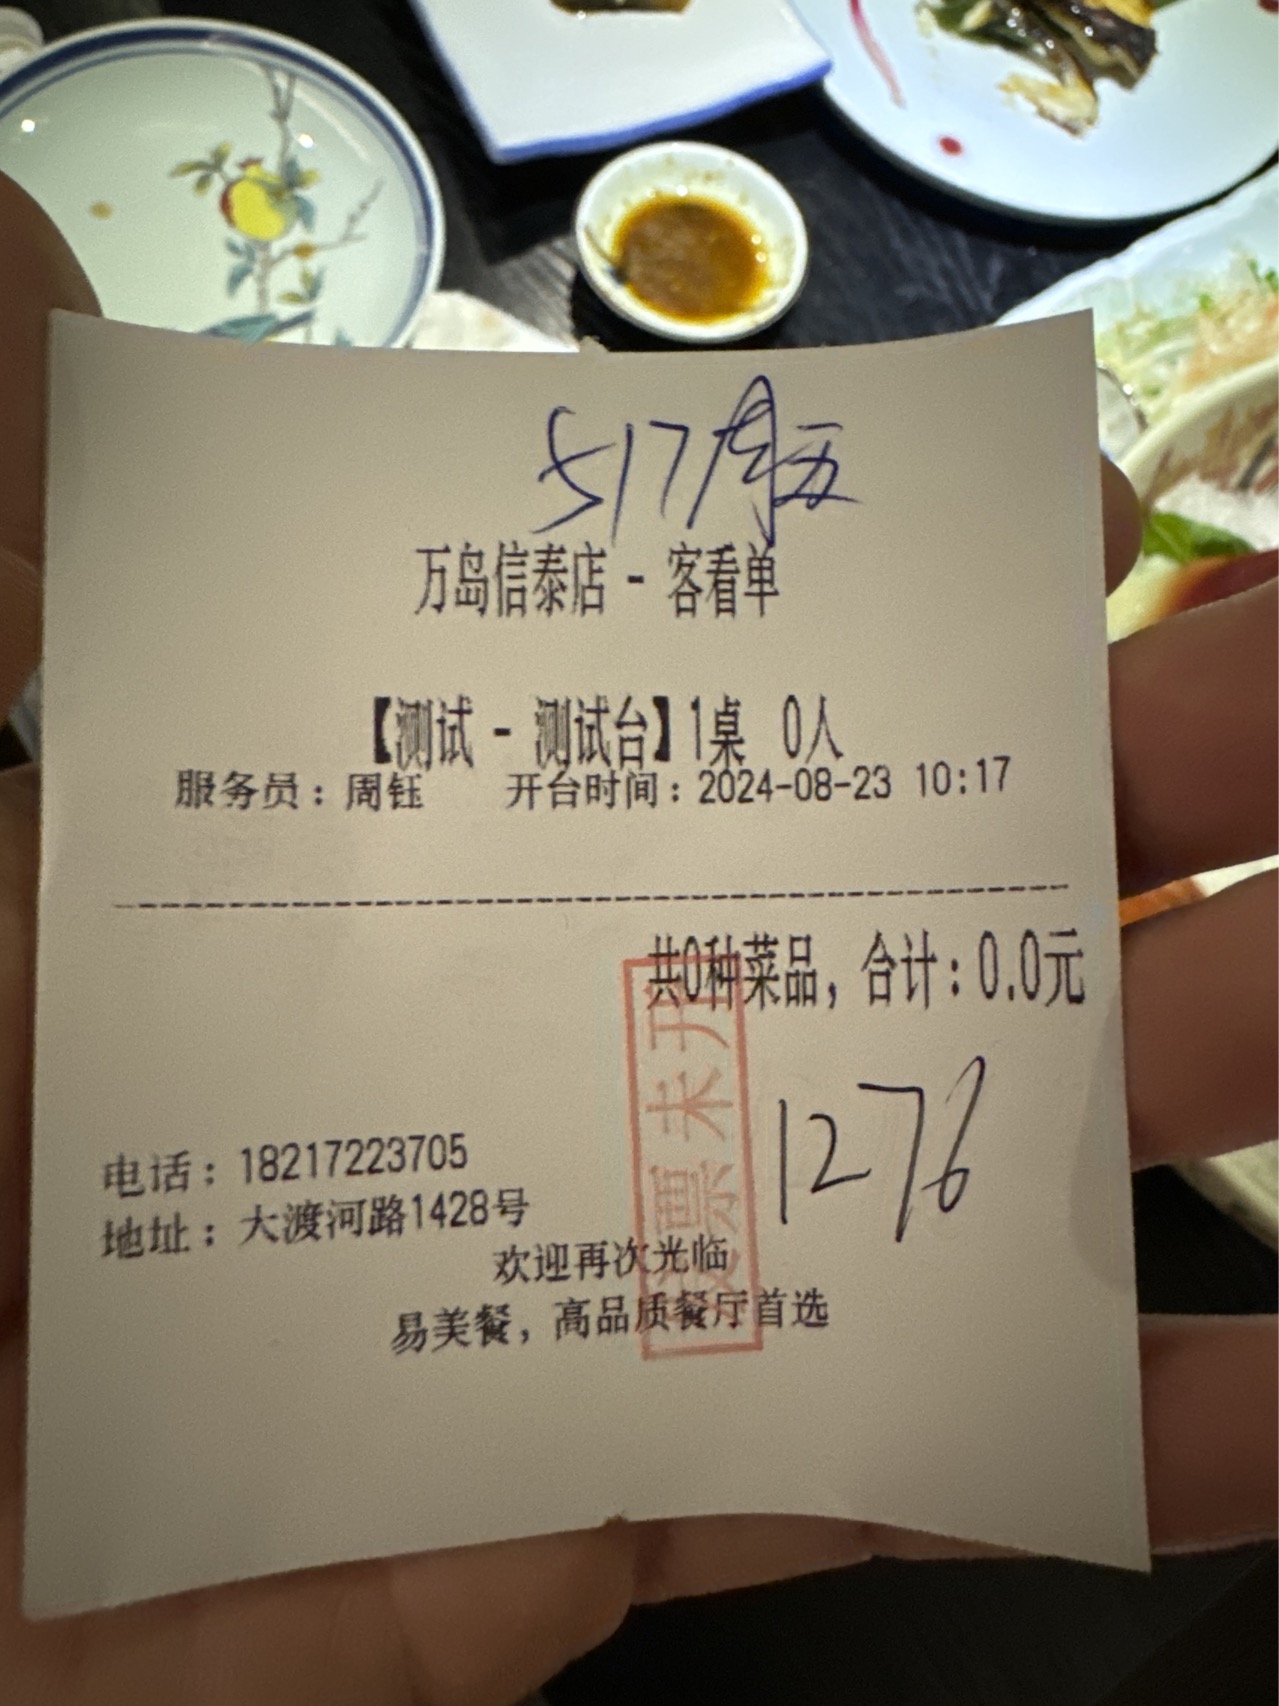 517周五
万岛信泰店 - 客看单
【测试 - 测试台】1桌 0人
服务员：周钰 开台时间：2024-08-23 10:17
共0种菜品，合计：0.0元
发票未开
1276
电话：18217223705
地址：大渡河路1428号
欢迎再次光临
易美餐，高品质餐厅首选